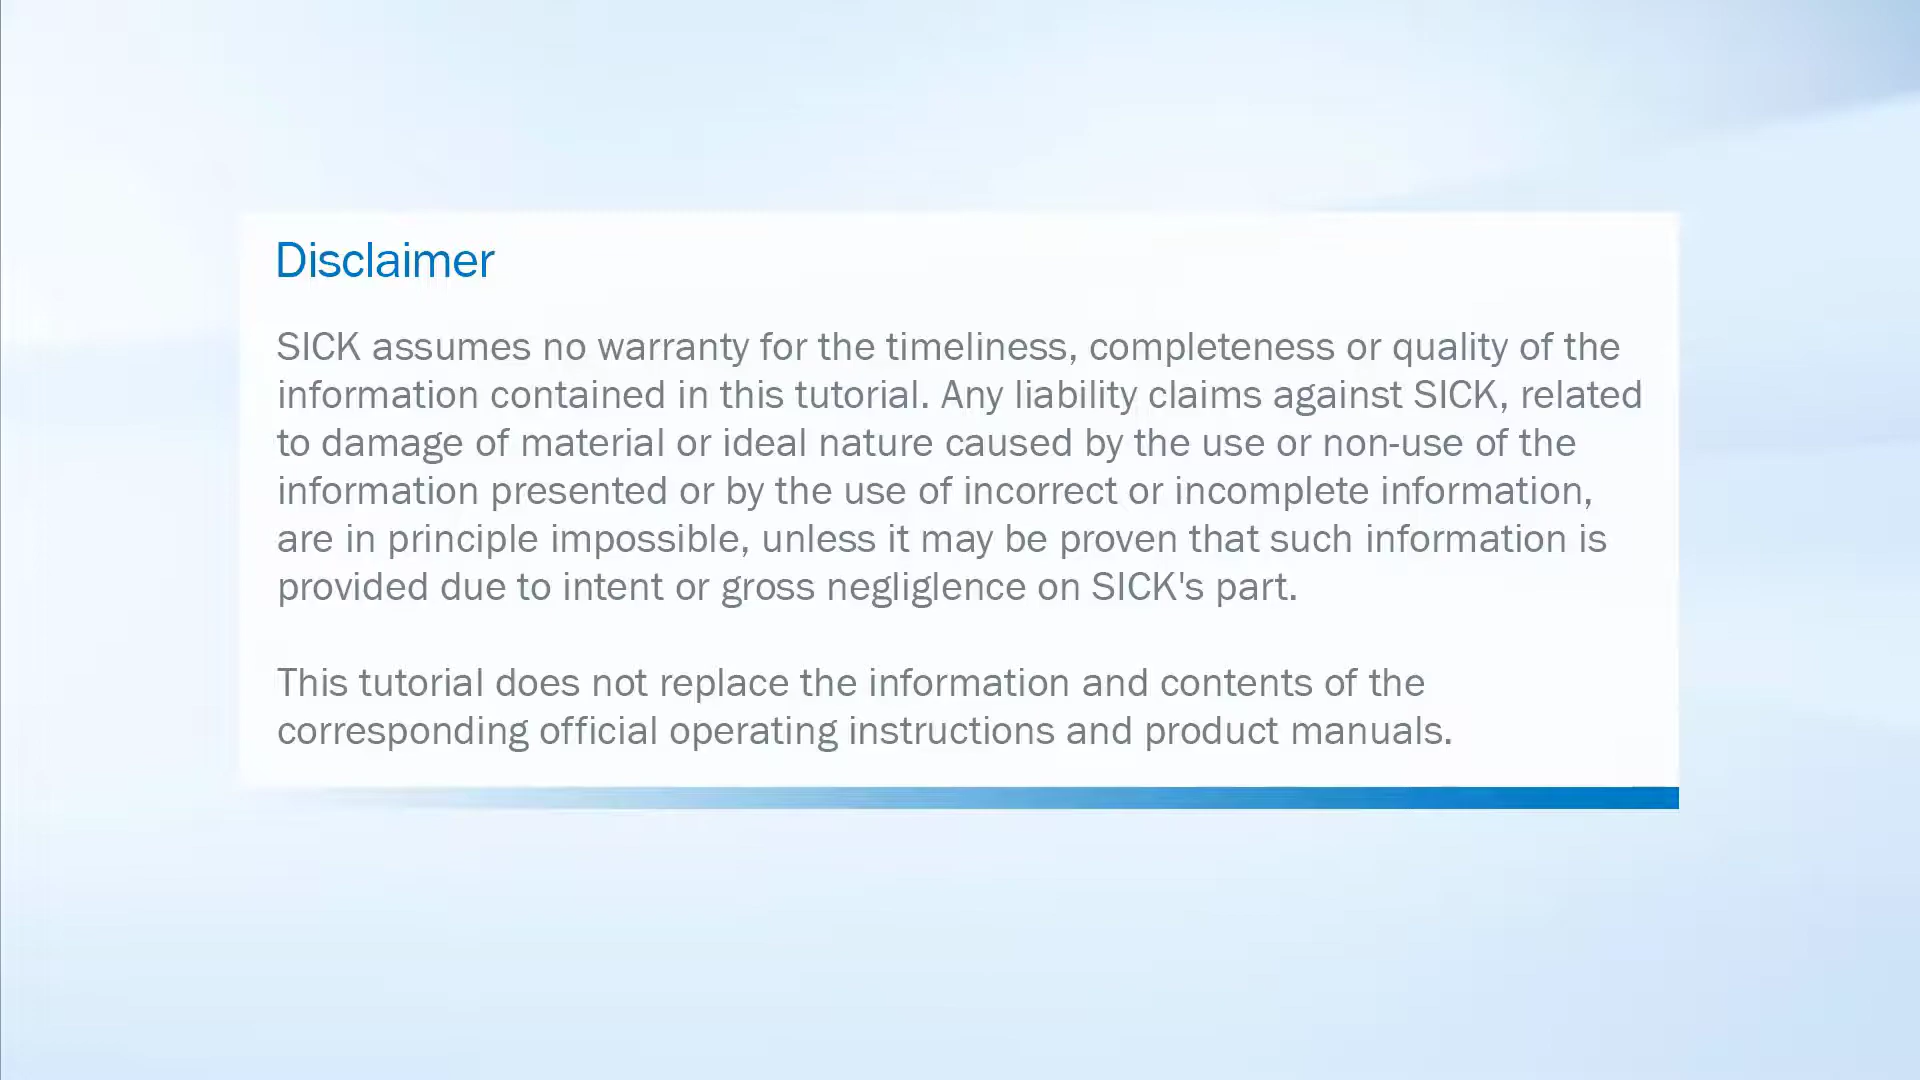 Disclaimer
SICK assumes no warranty for the timeliness, completeness or quality of the
information contained in this tutorial. Any liability claims against SICK, related
to damage of material or ideal nature caused by the use or non-use of the
information presented or by the use of incorrect or incomplete information,
are in principle impossible, unless it may be proven that such information is
provided due to intent or gross negliglence on SICK's part.
This tutorial does not replace the information and contents of the
corresponding official operating instructions and product manuals.